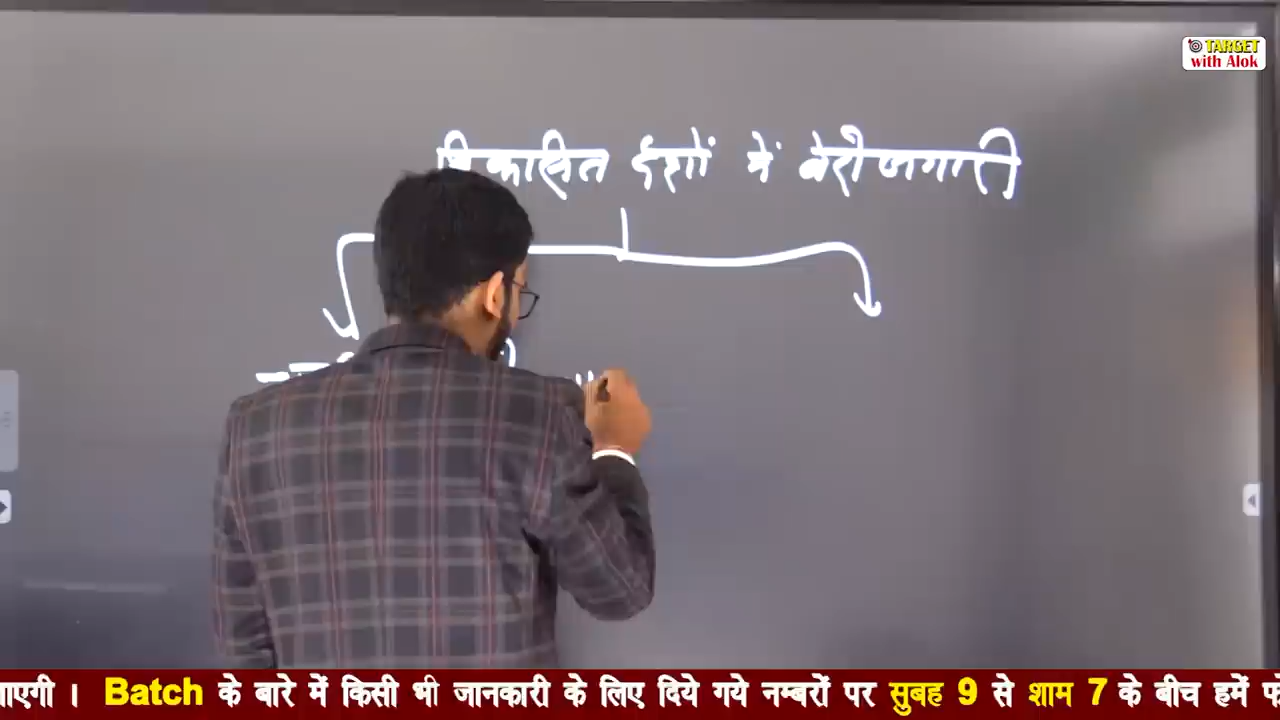 TARGET
with Alok
विकासित देशों में बेरोजगारी
Batch के बारे में किसी भी जानकारी के लिए दिये गये नम्बरों पर सुबह 9 से शाम 7 के बीच हमें